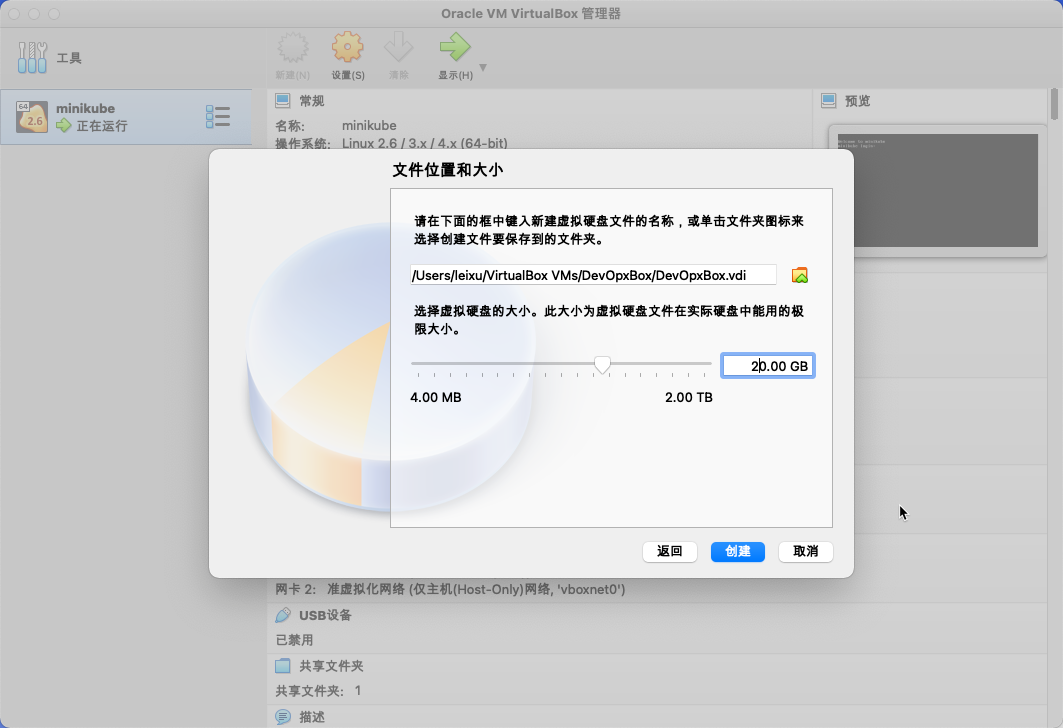 Oracle VM VirtualBox 管理器
工具
新建(N)
设置(S)
清除
显示(H)
64
2.6
minikube
正在运行
常规
名称: minikube
操作系统: Linux 2.6 / 3.x / 4.x (64-bit)
预览
文件位置和大小
请在下面的框中键入新建虚拟硬盘文件的名称，或单击文件夹图标来
选择创建文件要保存到的文件夹。
/Users/leixu/VirtualBox VMs/DevOpxBox/DevOpxBox.vdi
选择虚拟硬盘的大小。此大小为虚拟硬盘文件在实际硬盘中能用的极
限大小。
20.00 GB
4.00 MB
2.00 TB
返回
创建
取消
网卡 2: 准虚拟化网络 (仅主机(Host-Only)网络, 'vboxnet0')
USB设备
已禁用
共享文件夹
共享文件夹: 1
描述